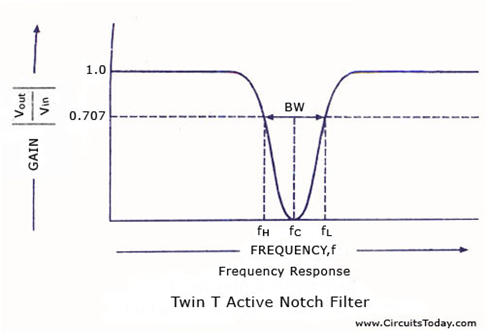 1.0
0.707
GAIN
Vout
Vin
BW
fH
fC
fL
FREQUENCY,f
Frequency Response
Twin T Active Notch Filter
www.CircuitsToday.com